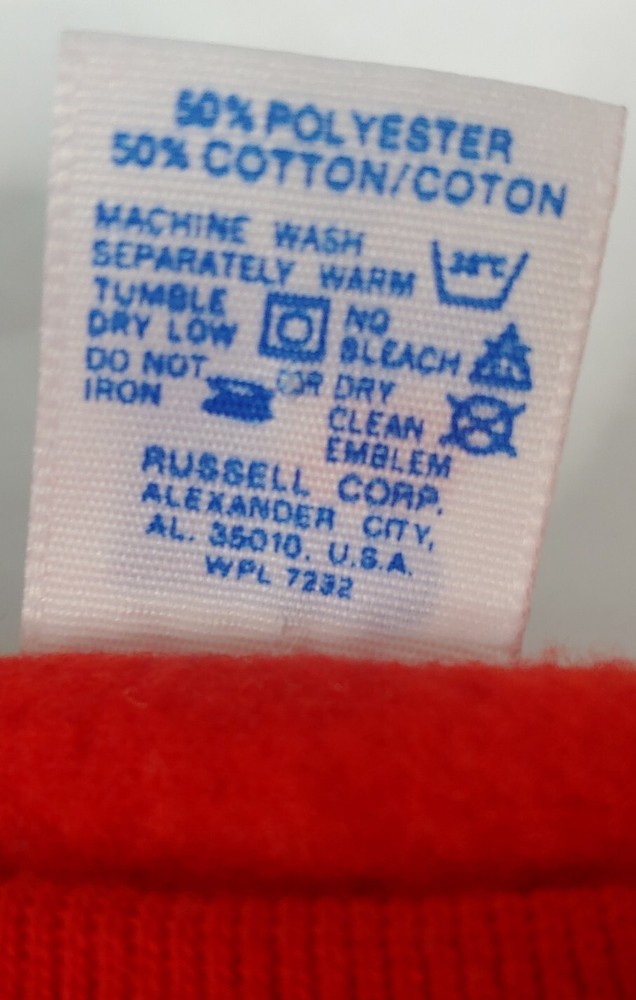 50% POLYESTER
50% COTTON/COTON
MACHINE WASH
SEPARATELY WARM
38°C
TUMBLE
DRY LOW
NO
BLEACH
DO NOT
IRON
OR DRY
CLEAN
EMBLEM
RUSSELL CORP.
ALEXANDER CITY,
AL. 35010. U.S.A.
WPL 7232